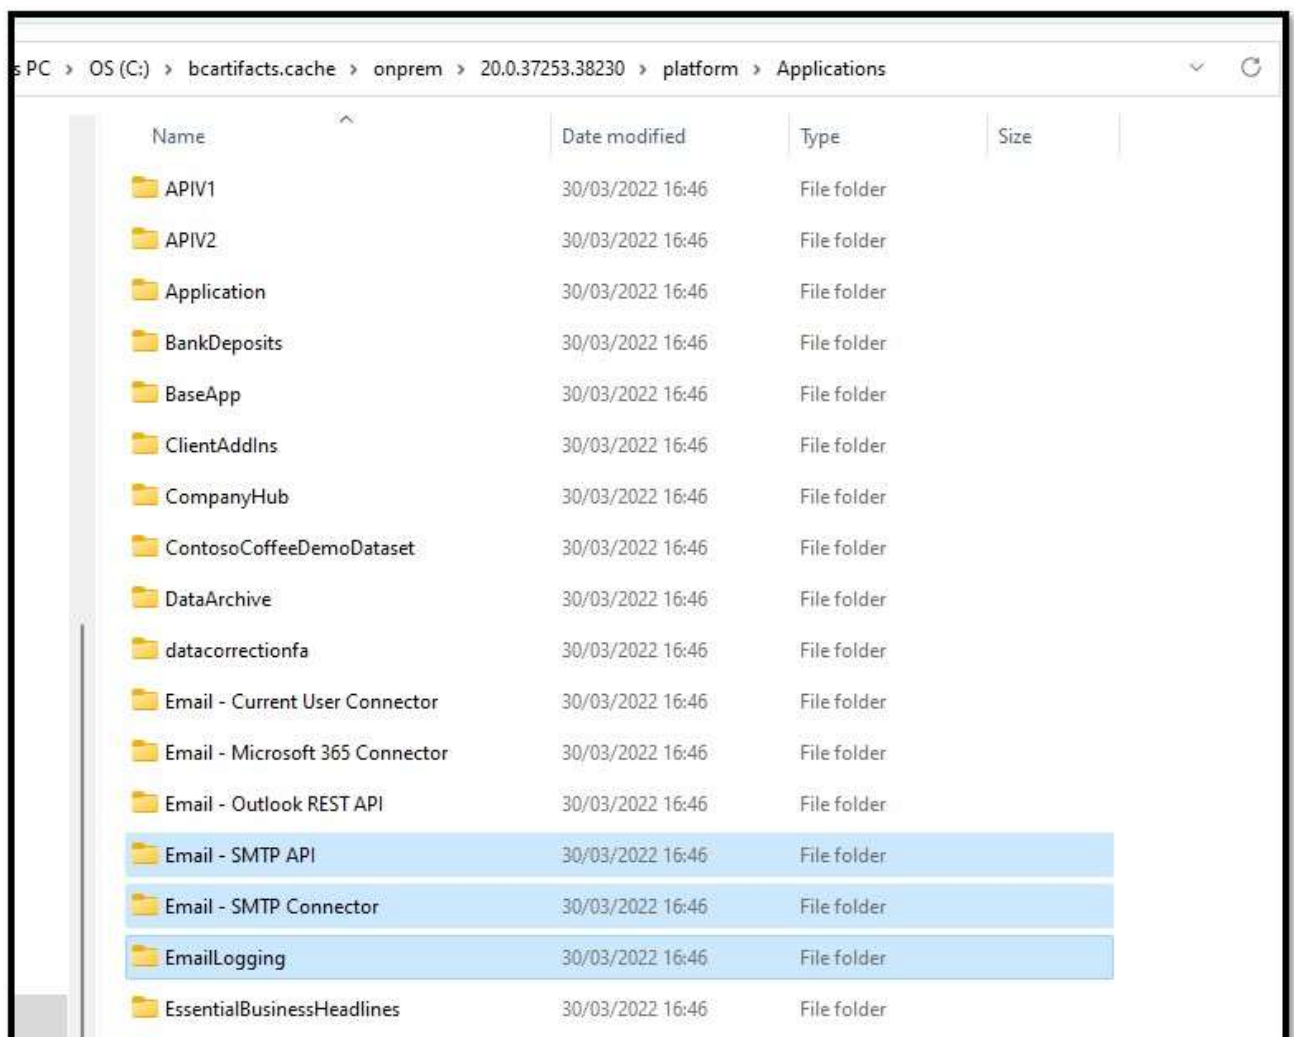 s PC > OS (C:) > bcartifacts.cache > onprem > 20.0.37253.38230 > platform > Applications
Name Date modified Type Size
APIV1 30/03/2022 16:46 File folder
APIV2 30/03/2022 16:46 File folder
Application 30/03/2022 16:46 File folder
BankDeposits 30/03/2022 16:46 File folder
BaseApp 30/03/2022 16:46 File folder
ClientAddIns 30/03/2022 16:46 File folder
CompanyHub 30/03/2022 16:46 File folder
ContosoCoffeeDemoDataset 30/03/2022 16:46 File folder
DataArchive 30/03/2022 16:46 File folder
datacorrectionfa 30/03/2022 16:46 File folder
Email - Current User Connector 30/03/2022 16:46 File folder
Email - Microsoft 365 Connector 30/03/2022 16:46 File folder
Email - Outlook REST API 30/03/2022 16:46 File folder
Email - SMTP API 30/03/2022 16:46 File folder
Email - SMTP Connector 30/03/2022 16:46 File folder
EmailLogging 30/03/2022 16:46 File folder
EssentialBusinessHeadlines 30/03/2022 16:46 File folder